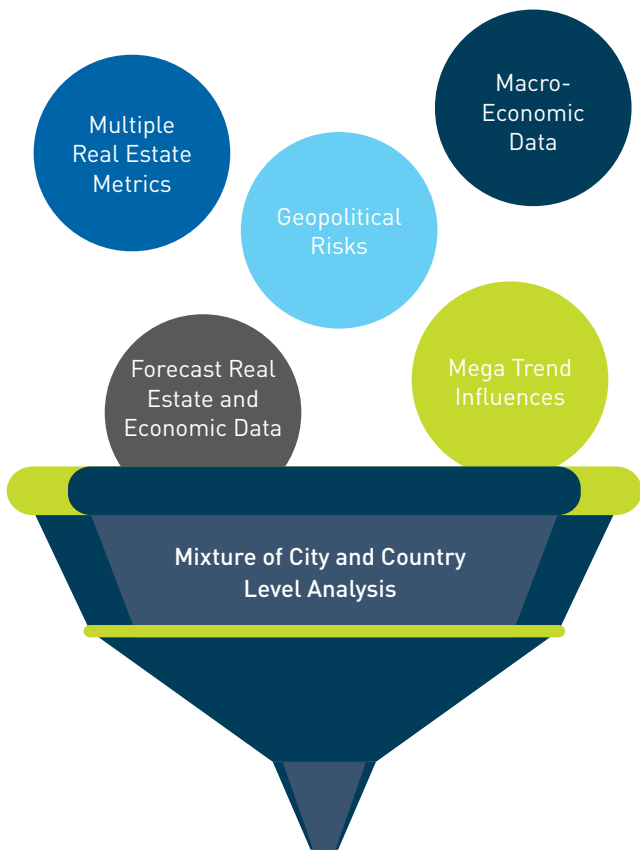 Multiple
Real Estate
Metrics
Macro-
Economic
Data
Geopolitical
Risks
Forecast Real
Estate and
Economic Data
Mega Trend
Influences
Mixture of City and Country
Level Analysis